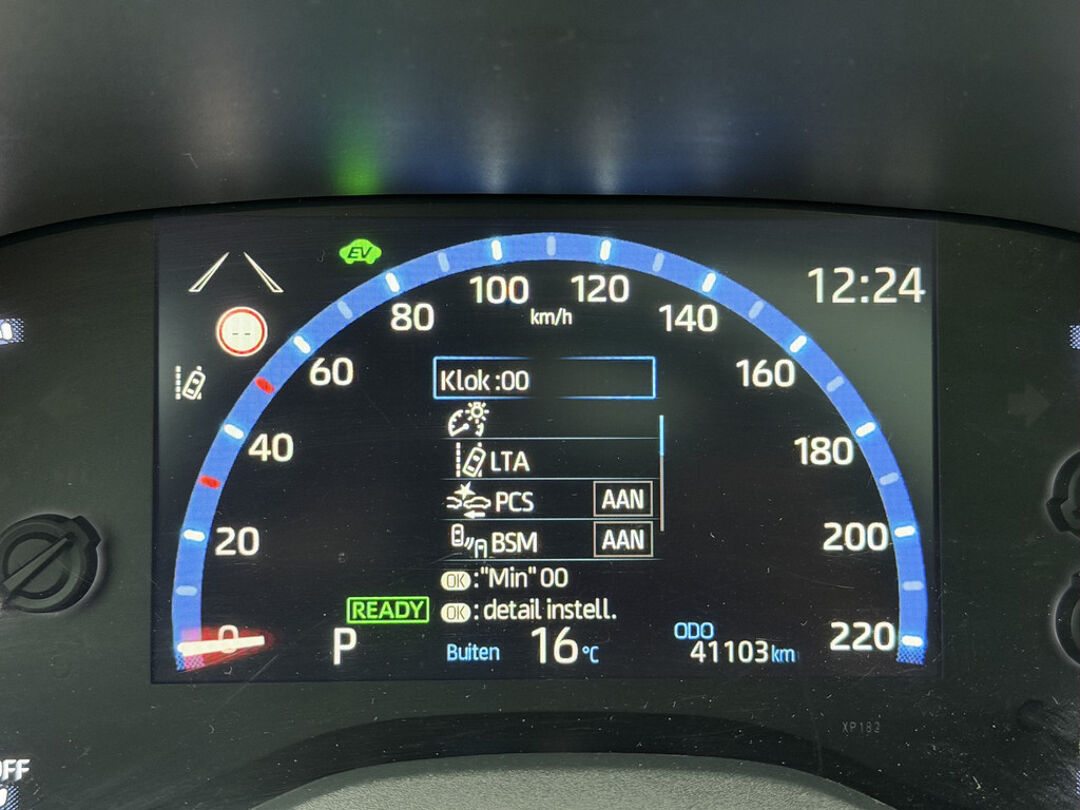 EV
12:24
100
120
80
km/h
140
60
160
Klok :00
40
180
LTA
PCS AAN
20
BSM AAN
200
OK :"Min" 00
READY
OK : detail instell.
0
P
Buiten 16 °C
ODO
41103 km
220
XP182
OFF